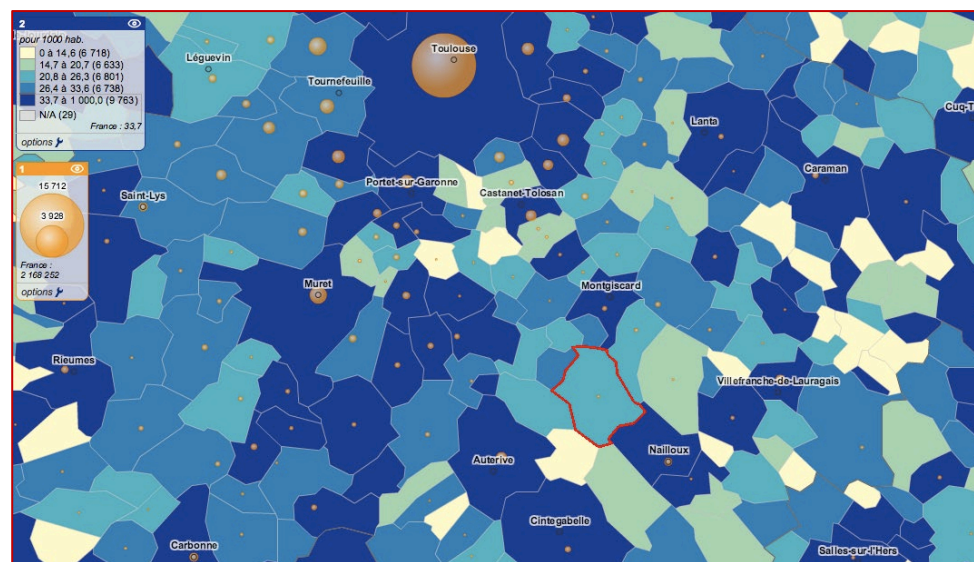 2
pour 1000 hab.
0 à 14,6 (6 718)
14,7 à 20,7 (6 633)
20,8 à 26,3 (6 801)
26,4 à 33,6 (6 738)
33,7 à 1 000,0 (9 763)
N/A (29)
France : 33,7
options
1
15 712
3 928
France :
2 168 252
options
Toulouse
Léguevin
Tournefeuille
Cuq-T
Lanta
Caraman
Portet-sur-Garonne
Castanet-Tolosan
Saint-Lys
Muret
Montgiscard
Rieumes
Villefranche-de-Lauragais
Auterive
Nailloux
Cintegabelle
Carbonne
Salles-sur-l'Hers